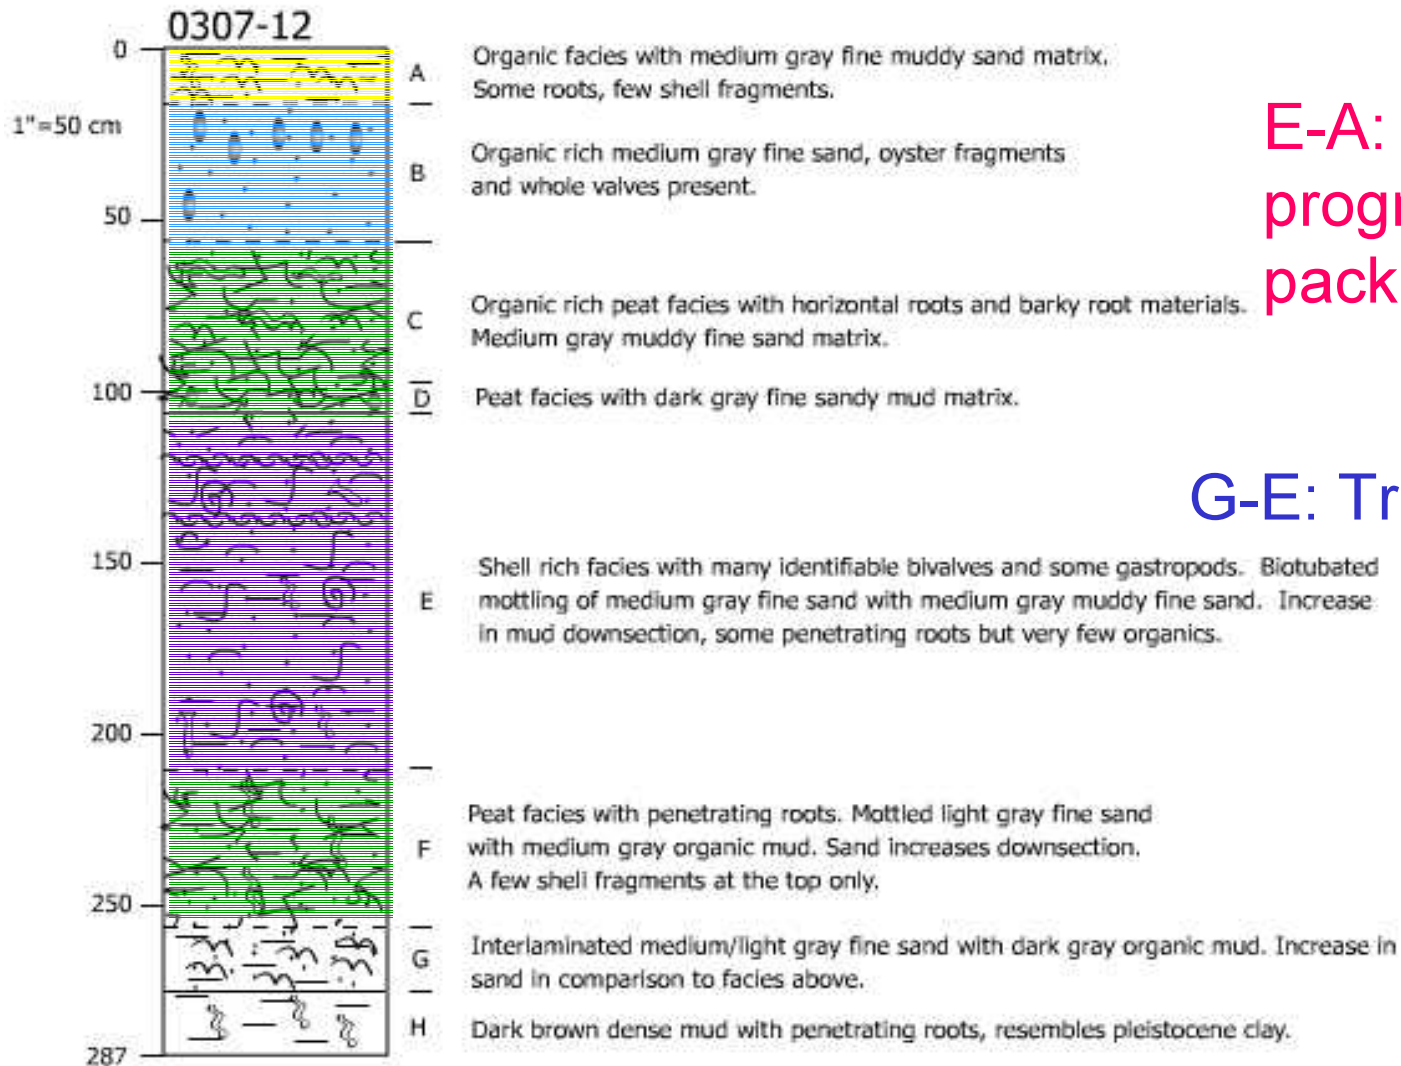 0307-12
0
1"=50 cm
50
100
150
200
250
287
A
Organic facies with medium gray fine muddy sand matrix.
Some roots, few shell fragments.
B
Organic rich medium gray fine sand, oyster fragments
and whole valves present.
C
Organic rich peat facies with horizontal roots and barky root materials.
Medium gray muddy fine sand matrix.
D
Peat facies with dark gray fine sandy mud matrix.
E
Shell rich facies with many identifiable bivalves and some gastropods. Biotubated
mottling of medium gray fine sand with medium gray muddy fine sand. Increase
in mud downsection, some penetrating roots but very few organics.
F
Peat facies with penetrating roots. Mottled light gray fine sand
with medium gray organic mud. Sand increases downsection.
A few shell fragments at the top only.
G
Interlaminated medium/light gray fine sand with dark gray organic mud. Increase in
sand in comparison to facies above.
H
Dark brown dense mud with penetrating roots, resembles pleistocene clay.
E-A:
progr
pack
G-E: Tr